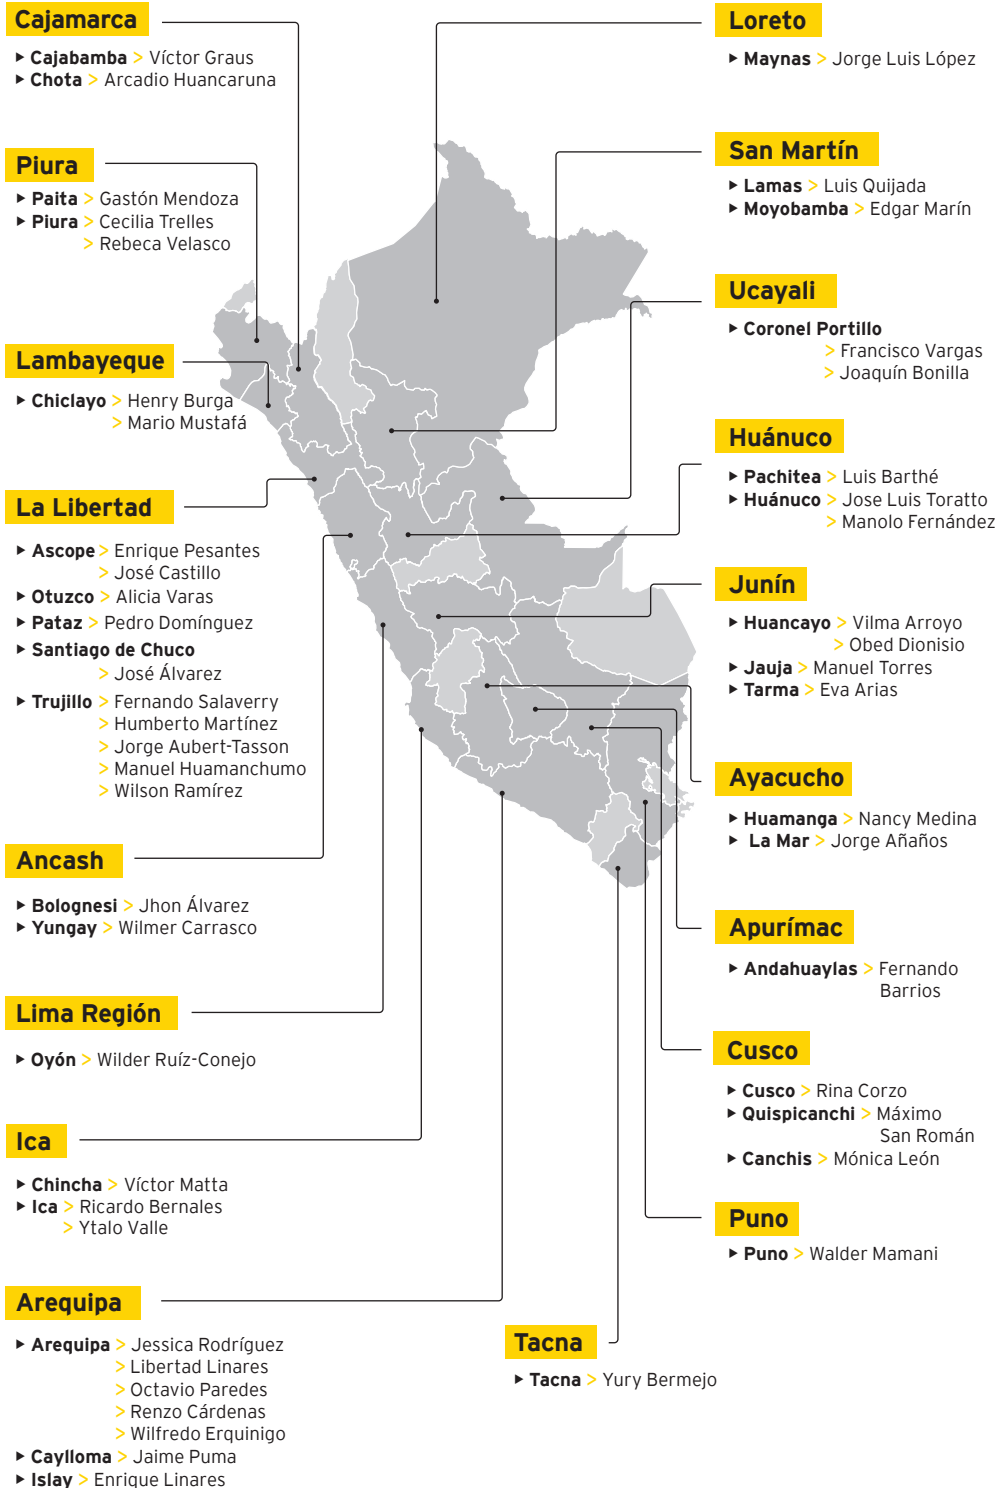 Cajamarca
▸ Cajabamba > Víctor Graus
▸ Chota > Arcadio Huancaruna
Piura
▸ Paita > Gastón Mendoza
▸ Piura > Cecilia Trelles
> Rebeca Velasco
Lambayeque
▸ Chiclayo > Henry Burga
> Mario Mustafá
La Libertad
▸ Ascope > Enrique Pesantes
> José Castillo
▸ Otuzco > Alicia Varas
▸ Pataz > Pedro Domínguez
▸ Santiago de Chuco
> José Álvarez
▸ Trujillo > Fernando Salaverry
> Humberto Martínez
> Jorge Aubert-Tasson
> Manuel Huamanchumo
> Wilson Ramírez
Ancash
▸ Bolognesi > Jhon Álvarez
▸ Yungay > Wilmer Carrasco
Lima Región
▸ Oyón > Wilder Ruíz-Conejo
Ica
▸ Chincha > Víctor Matta
▸ Ica > Ricardo Bernales
> Ytalo Valle
Arequipa
▸ Arequipa > Jessica Rodríguez
> Libertad Linares
> Octavio Paredes
> Renzo Cárdenas
> Wilfredo Erquinigo
▸ Caylloma > Jaime Puma
▸ Islay > Enrique Linares
Loreto
▸ Maynas > Jorge Luis López
San Martín
▸ Lamas > Luis Quijada
▸ Moyobamba > Edgar Marín
Ucayali
▸ Coronel Portillo
> Francisco Vargas
> Joaquín Bonilla
Huánuco
▸ Pachitea > Luis Barthé
▸ Huánuco > Jose Luis Toratto
> Manolo Fernández
Junín
▸ Huancayo > Vilma Arroyo
> Obed Dionisio
▸ Jauja > Manuel Torres
▸ Tarma > Eva Arias
Ayacucho
▸ Huamanga > Nancy Medina
▸ La Mar > Jorge Añaños
Apurímac
▸ Andahuaylas > Fernando
Barrios
Cusco
▸ Cusco > Rina Corzo
▸ Quispicanchi > Máximo
San Román
▸ Canchis > Mónica León
Puno
▸ Puno > Walder Mamani
Tacna
▸ Tacna > Yury Bermejo